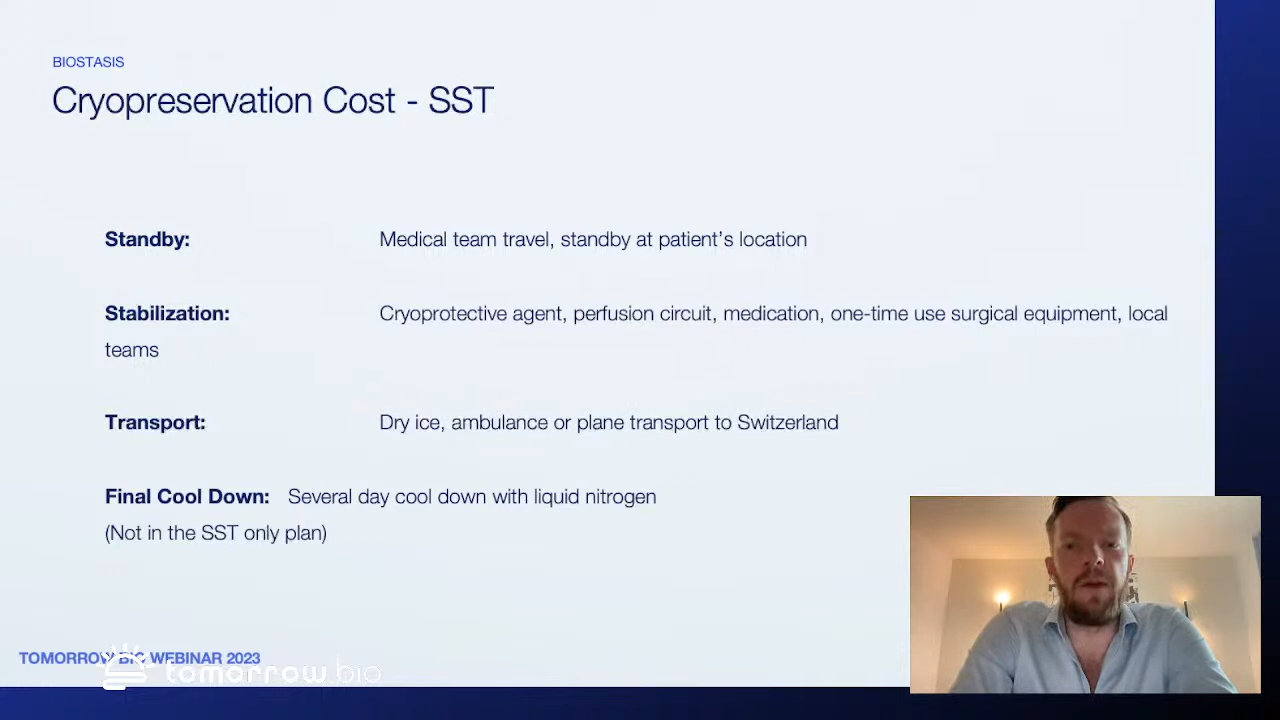 BIOSTASIS
Cryopreservation Cost - SST
Standby: Medical team travel, standby at patient’s location
Stabilization: Cryoprotective agent, perfusion circuit, medication, one-time use surgical equipment, local
teams
Transport: Dry ice, ambulance or plane transport to Switzerland
Final Cool Down: Several day cool down with liquid nitrogen
(Not in the SST only plan)
TOMORROW BIO WEBINAR 2023
tomorrow bio